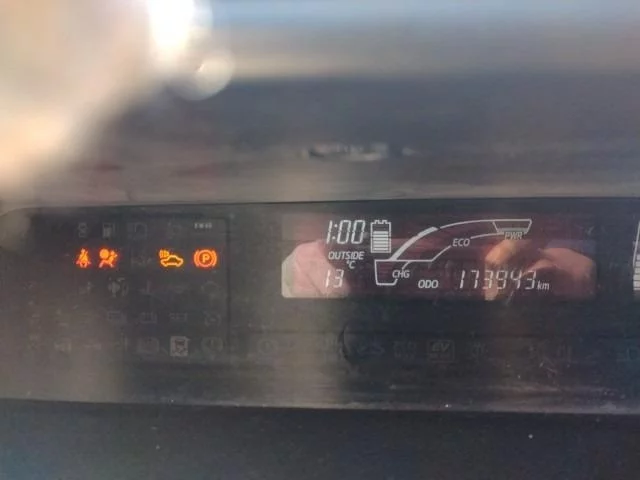 1:00
ECO
PWR
OUTSIDE
°C
13
CHG
ODO 173943 km
P
EV